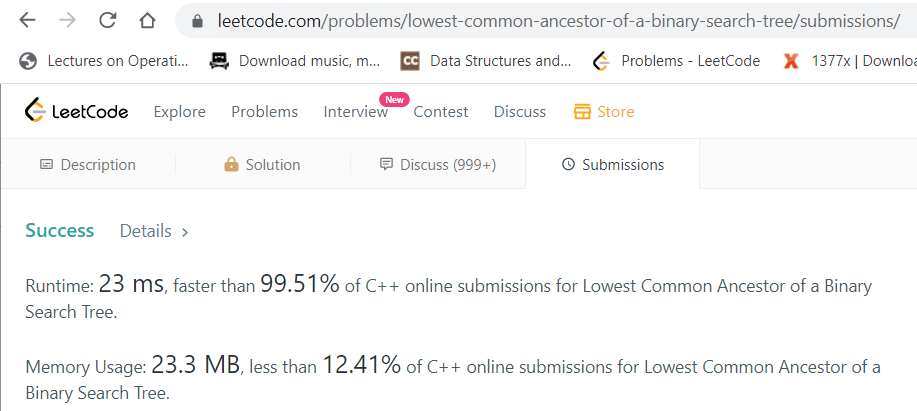 leetcode.com/problems/lowest-common-ancestor-of-a-binary-search-tree/submissions/
Lectures on Operati... Download music, m... CC Data Structures and... Problems - LeetCode X 1377x | Downloa
LeetCode Explore Problems Interview New Contest Discuss Store
Description Solution Discuss (999+) Submissions
Success Details >
Runtime: 23 ms, faster than 99.51% of C++ online submissions for Lowest Common Ancestor of a Binary
Search Tree.
Memory Usage: 23.3 MB, less than 12.41% of C++ online submissions for Lowest Common Ancestor of a
Binary Search Tree.